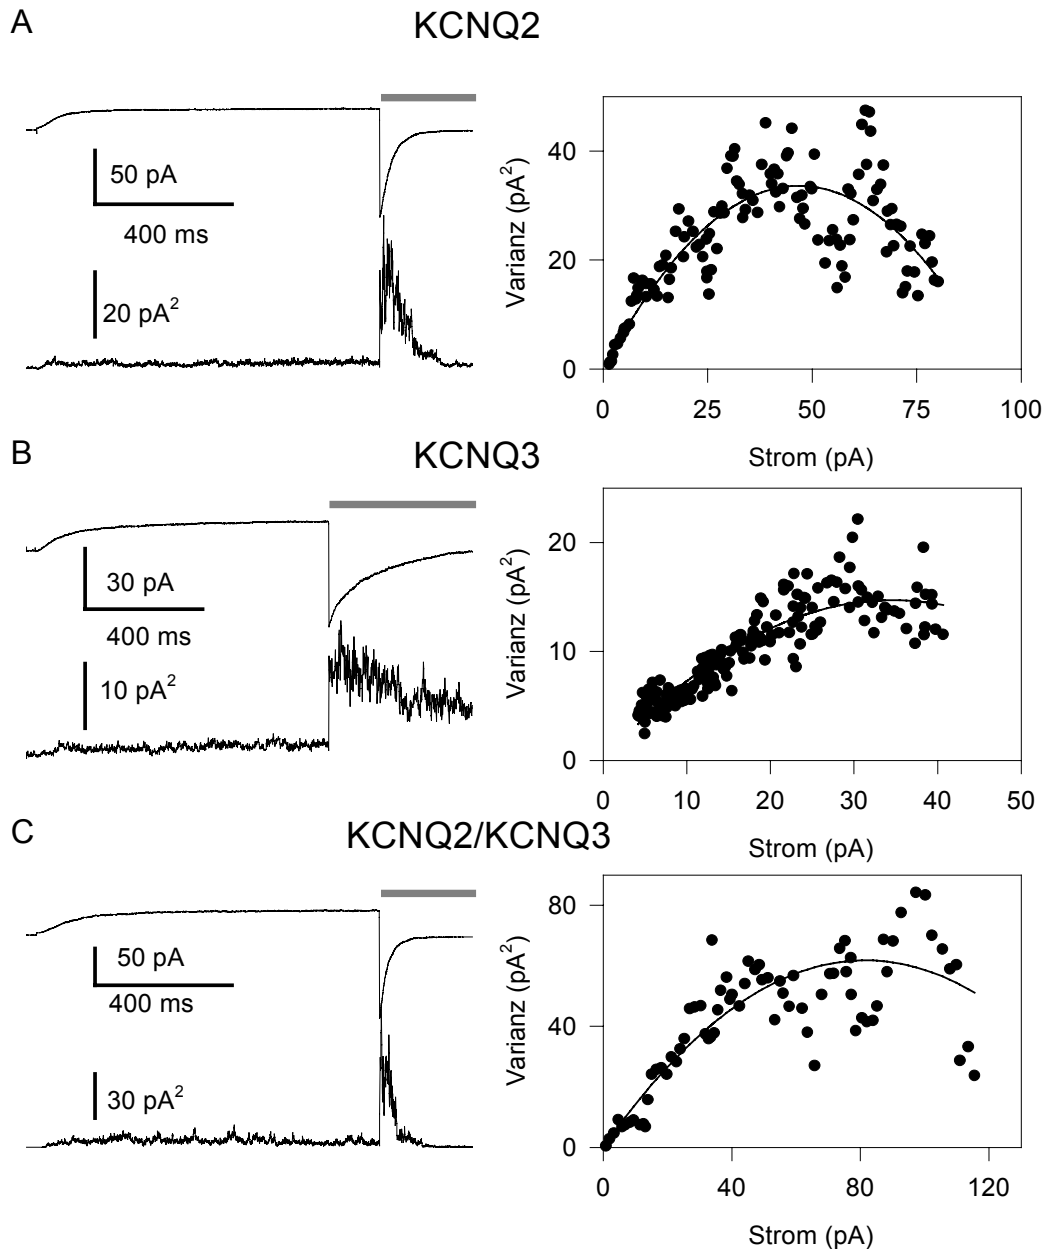 A
KCNQ2
50 pA
400 ms
20 pA²
Varianz (pA²)
40
20
0
0 25 50 75 100
Strom (pA)
B
KCNQ3
30 pA
400 ms
10 pA²
Varianz (pA²)
20
10
0
0 10 20 30 40 50
Strom (pA)
C
KCNQ2/KCNQ3
50 pA
400 ms
30 pA²
Varianz (pA²)
80
40
0
0 40 80 120
Strom (pA)